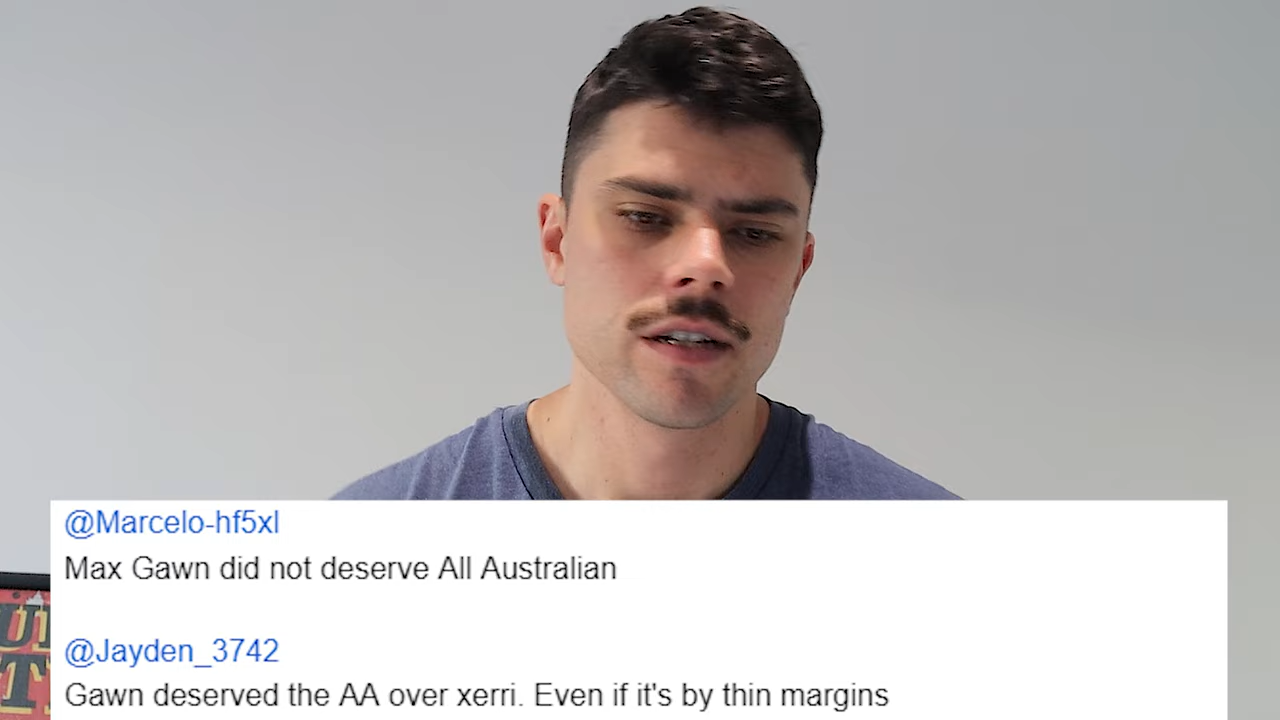 @Marcelo-hf5xl
Max Gawn did not deserve All Australian
@Jayden_3742
Gawn deserved the AA over xerri. Even if it's by thin margins